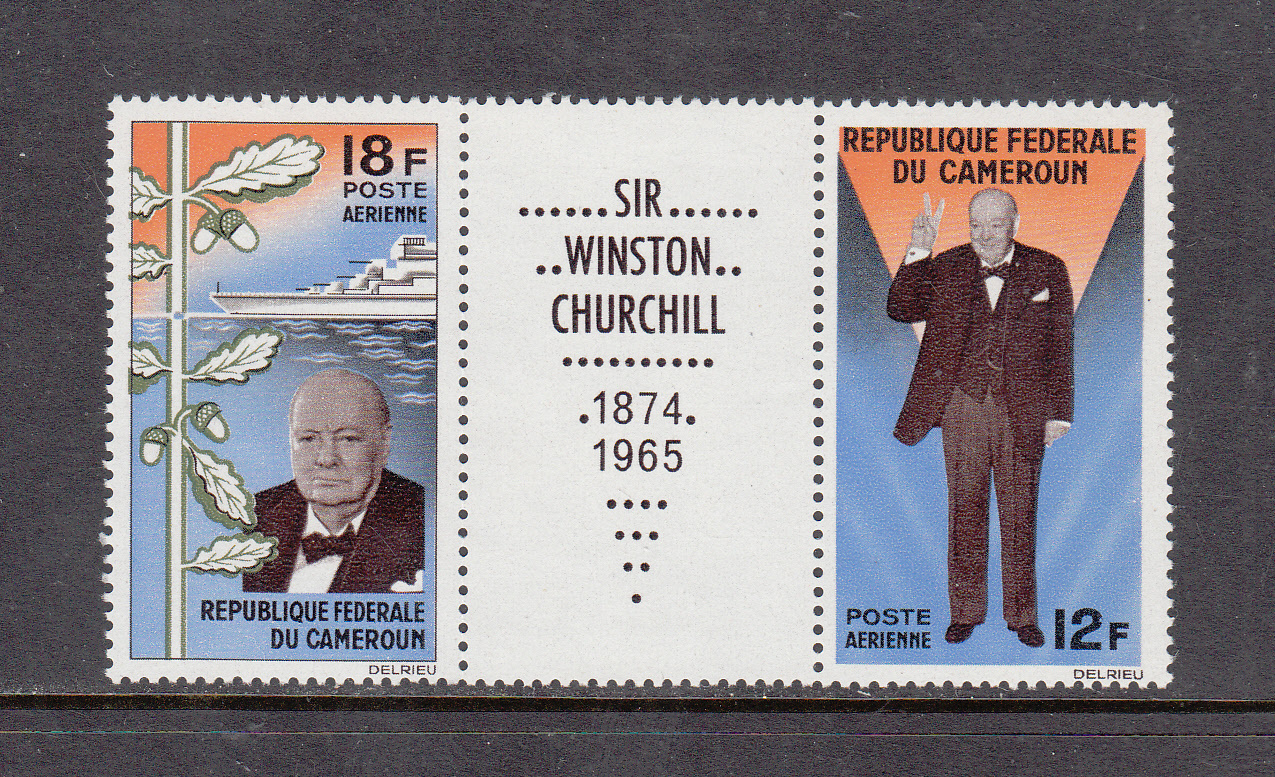 18F
POSTE
AERIENNE
REPUBLIQUE FEDERALE
DU CAMEROUN
DELRIEU
......SIR......
..WINSTON..
CHURCHILL
..........
.1874.
1965
....
...
..
.
REPUBLIQUE FEDERALE
DU CAMEROUN
POSTE
AERIENNE
12F
DELRIEU